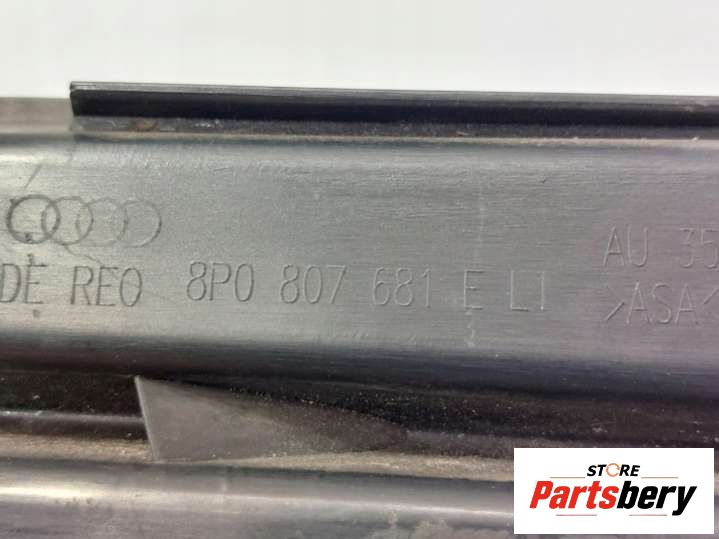 DE REO 8P0 807 681 E LI
AU 35
>ASA<
STORE
Partsbery